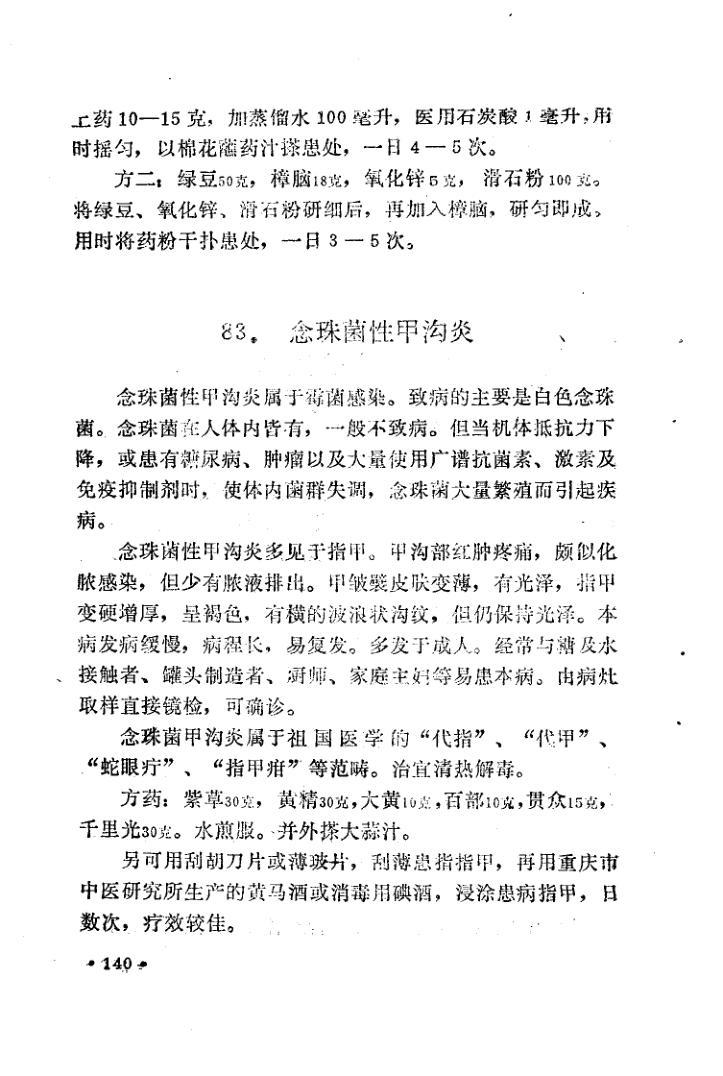 上药10—15克，加蒸馏水100毫升，医用石炭酸1毫升，用
时摇匀，以棉花蘸药汁搽患处，一日4—5次。
方二：绿豆50克，樟脑18克，氧化锌5克，滑石粉100克。
将绿豆、氧化锌、滑石粉研细后，再加入樟脑，研匀即成。
用时将药粉干扑患处，一日3—5次。
83。 念珠菌性甲沟炎
念珠菌性甲沟炎属于霉菌感染。致病的主要是白色念珠
菌。念珠菌在人体内皆有，一般不致病。但当机体抵抗力下
降，或患有糖尿病、肿瘤以及大量使用广谱抗菌素、激素及
免疫抑制剂时，使体内菌群失调，念珠菌大量繁殖而引起疾
病。
念珠菌性甲沟炎多见于指甲。甲沟部红肿疼痛，颇似化
脓感染，但少有脓液排出。甲皱襞皮肤变薄，有光泽，指甲
变硬增厚，呈褐色，有横的波浪状沟纹，但仍保持光泽。本
病发病缓慢，病程长，易复发。多发于成人。经常与糖及水
接触者、罐头制造者、厨师、家庭主妇等易患本病。由病灶
取样直接镜检，可确诊。
念珠菌甲沟炎属于祖国医学的“代指”、“代甲”、
“蛇眼疔”、“指甲疳”等范畴。治宜清热解毒。
方药：紫草30克，黄精30克，大黄10克，百部10克，贯众15克，
千里光30克。水煎服。并外搽大蒜汁。
另可用刮胡刀片或薄玻片，刮薄患指指甲，再用重庆市
中医研究所生产的黄马酒或消毒用碘酒，浸涂患病指甲，日
数次，疗效较佳。
•140•